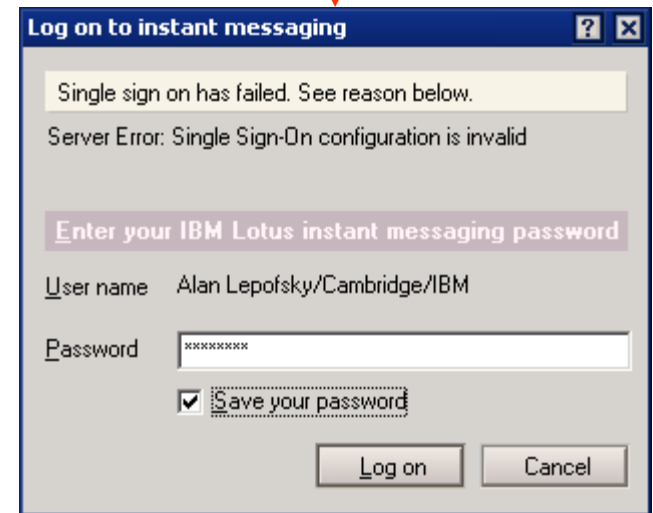 Log on to instant messaging
Single sign on has failed. See reason below.
Server Error: Single Sign-On configuration is invalid
Enter your IBM Lotus instant messaging password
User name Alan Lepofsky/Cambridge/IBM
Password ********
Save your password
Log on Cancel